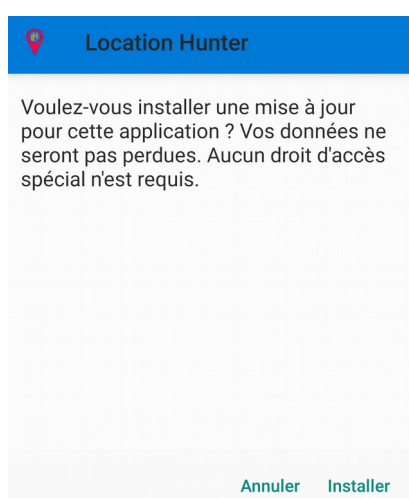 Location Hunter
Voulez-vous installer une mise à jour
pour cette application ? Vos données ne
seront pas perdues. Aucun droit d'accès
spécial n'est requis.
Annuler Installer